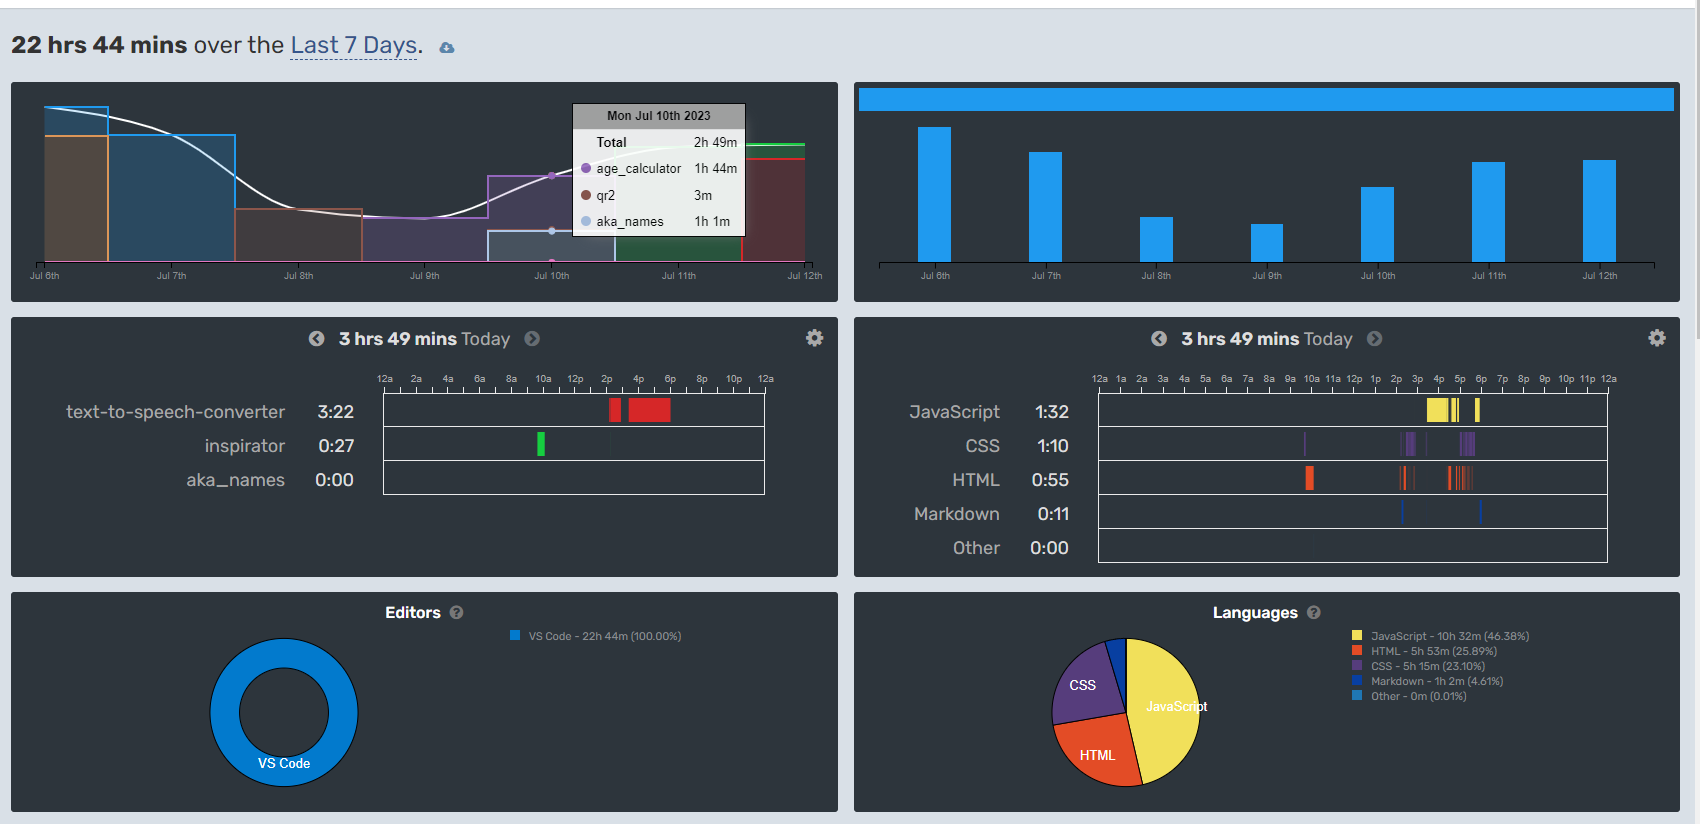 22 hrs 44 mins over the Last 7 Days.
Mon Jul 10th 2023
Total 2h 49m
age_calculator 1h 44m
qr2 3m
aka_names 1h 1m
Jul 6th Jul 7th Jul 8th Jul 9th Jul 10th Jul 11th Jul 12th
Jul 6th Jul 7th Jul 8th Jul 9th Jul 10th Jul 11th Jul 12th
3 hrs 49 mins Today
12a 2a 4a 6a 8a 10a 12p 2p 4p 6p 8p 10p 12a
text-to-speech-converter 3:22
inspirator 0:27
aka_names 0:00
3 hrs 49 mins Today
12a 1a 2a 3a 4a 5a 6a 7a 8a 9a 10a 11a 12p 1p 2p 3p 4p 5p 6p 7p 8p 9p 10p 11p 12a
JavaScript 1:32
CSS 1:10
HTML 0:55
Markdown 0:11
Other 0:00
Editors ?
VS Code - 22h 44m (100.00%)
VS Code
Languages ?
JavaScript - 10h 32m (46.38%)
HTML - 5h 53m (25.89%)
CSS - 5h 15m (23.10%)
Markdown - 1h 2m (4.61%)
Other - 0m (0.01%)
CSS
JavaScript
HTML